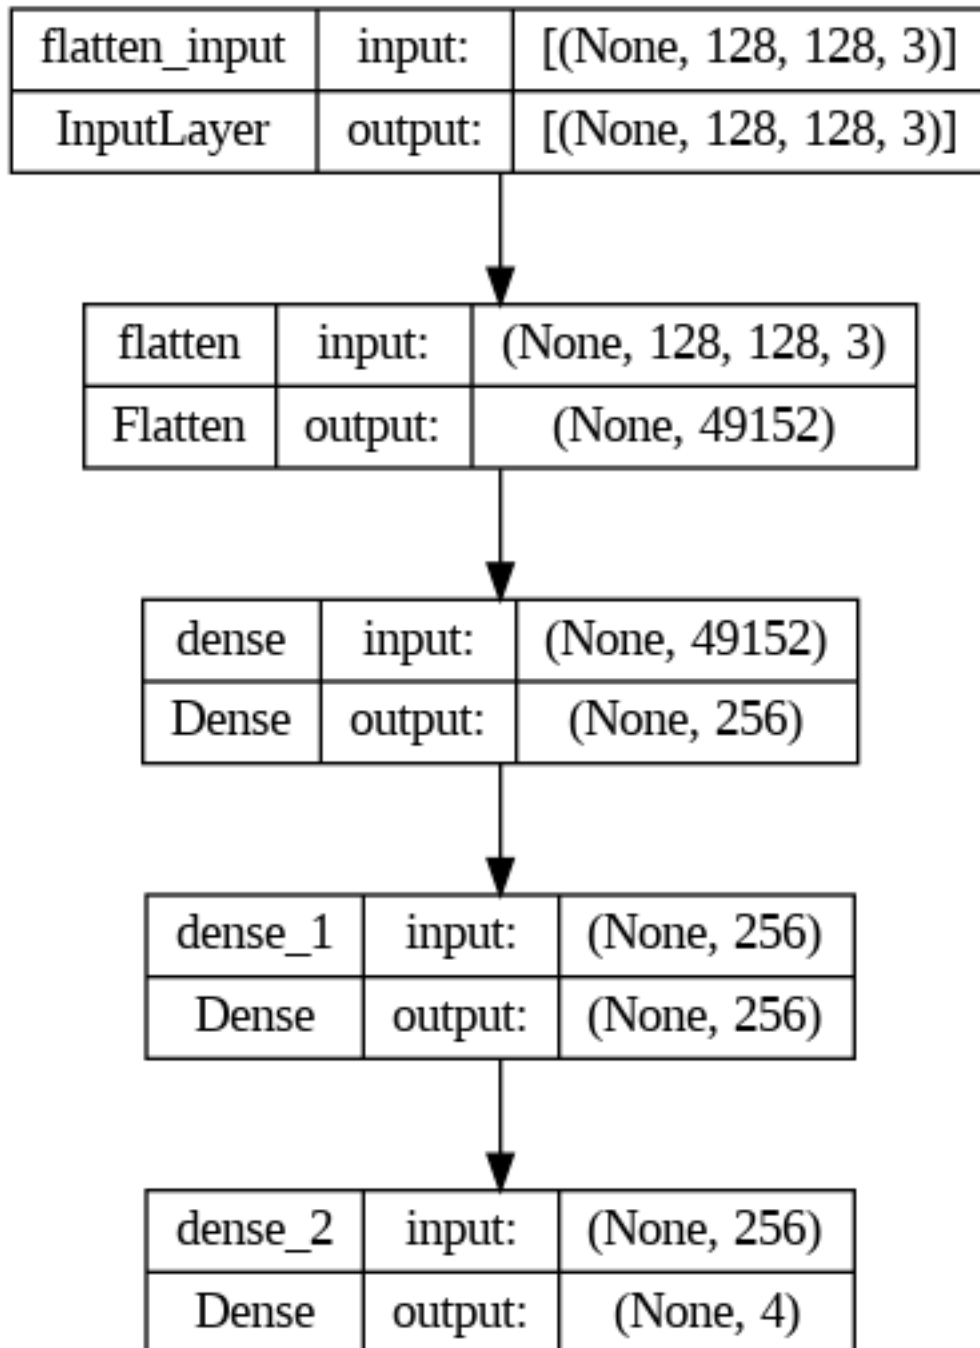 flatten_input input: [(None, 128, 128, 3)]
InputLayer output: [(None, 128, 128, 3)]
flatten input: (None, 128, 128, 3)
Flatten output: (None, 49152)
dense input: (None, 49152)
Dense output: (None, 256)
dense_1 input: (None, 256)
Dense output: (None, 256)
dense_2 input: (None, 256)
Dense output: (None, 4)